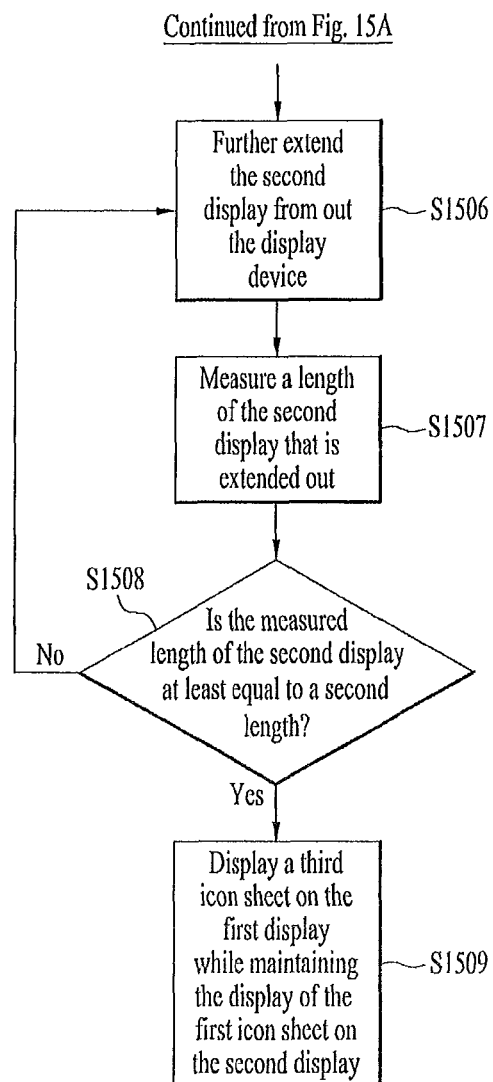 Continued from Fig. 15A
Further extend
the second
display from out
the display
device
S1506
Measure a length
of the second
display that is
extended out
S1507
S1508
Is the measured
length of the second display
at least equal to a second
length?
No
Yes
Display a third
icon sheet on the
first display
while maintaining
the display of the
first icon sheet on
the second display
S1509